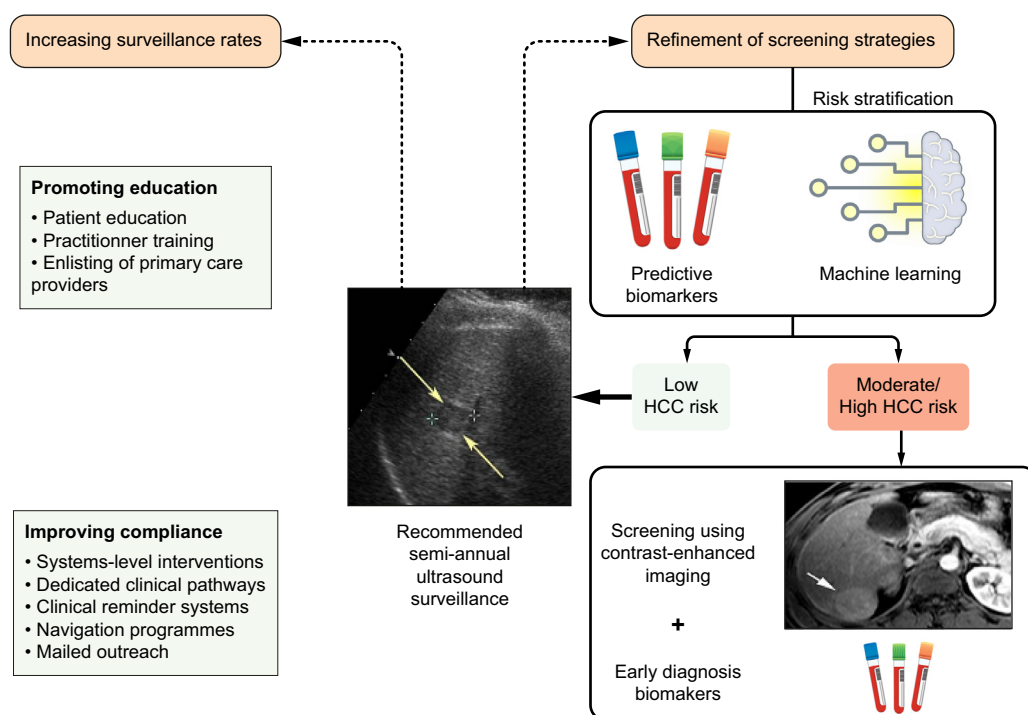 Increasing surveillance rates
Refinement of screening strategies
Risk stratification
Predictive
biomarkers
Machine learning
Promoting education
• Patient education
• Practitionner training
• Enlisting of primary care
providers
Low
HCC risk
Moderate/
High HCC risk
Recommended
semi-annual
ultrasound
surveillance
Improving compliance
• Systems-level interventions
• Dedicated clinical pathways
• Clinical reminder systems
• Navigation programmes
• Mailed outreach
Screening using
contrast-enhanced
imaging
+
Early diagnosis
biomakers